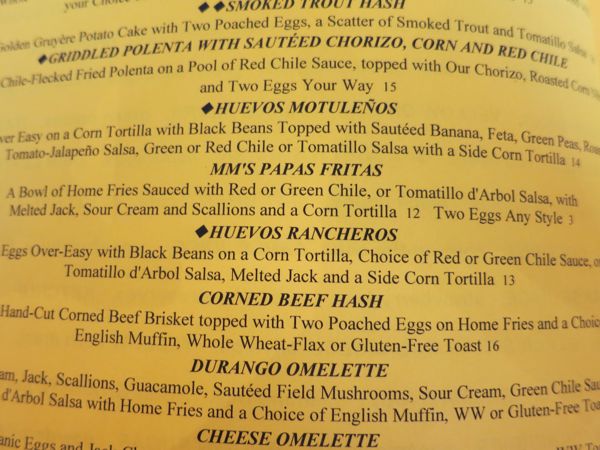 your Choice
◆◆SMOKED TROUT HASH
Golden Gruyère Potato Cake with Two Poached Eggs, a Scatter of Smoked Trout and Tomatillo Salsa
◆GRIDDLED POLENTA WITH SAUTÉED CHORIZO, CORN AND RED CHILE
Chile-Flecked Fried Polenta on a Pool of Red Chile Sauce, topped with Our Chorizo, Roasted Corn
and Two Eggs Your Way 15
◆HUEVOS MOTULEÑOS
Easy on a Corn Tortilla with Black Beans Topped with Sautéed Banana, Feta, Green Peas,
Tomato-Jalapeño Salsa, Green or Red Chile or Tomatillo Salsa with a Side Corn Tortilla 14
MM'S PAPAS FRITAS
A Bowl of Home Fries Sauced with Red or Green Chile, or Tomatillo d'Arbol Salsa, with
Melted Jack, Sour Cream and Scallions and a Corn Tortilla 12 Two Eggs Any Style 3
◆HUEVOS RANCHEROS
Eggs Over-Easy with Black Beans on a Corn Tortilla, Choice of Red or Green Chile Sauce, or
Tomatillo d'Arbol Salsa, Melted Jack and a Side Corn Tortilla 13
CORNED BEEF HASH
Hand-Cut Corned Beef Brisket topped with Two Poached Eggs on Home Fries and a Choice
English Muffin, Whole Wheat-Flax or Gluten-Free Toast 16
DURANGO OMELETTE
Jack, Scallions, Guacamole, Sautéed Field Mushrooms, Sour Cream, Green Chile
d'Arbol Salsa with Home Fries and a Choice of English Muffin, WW or Gluten-Free
CHEESE OMELETTE
Eggs and Jack